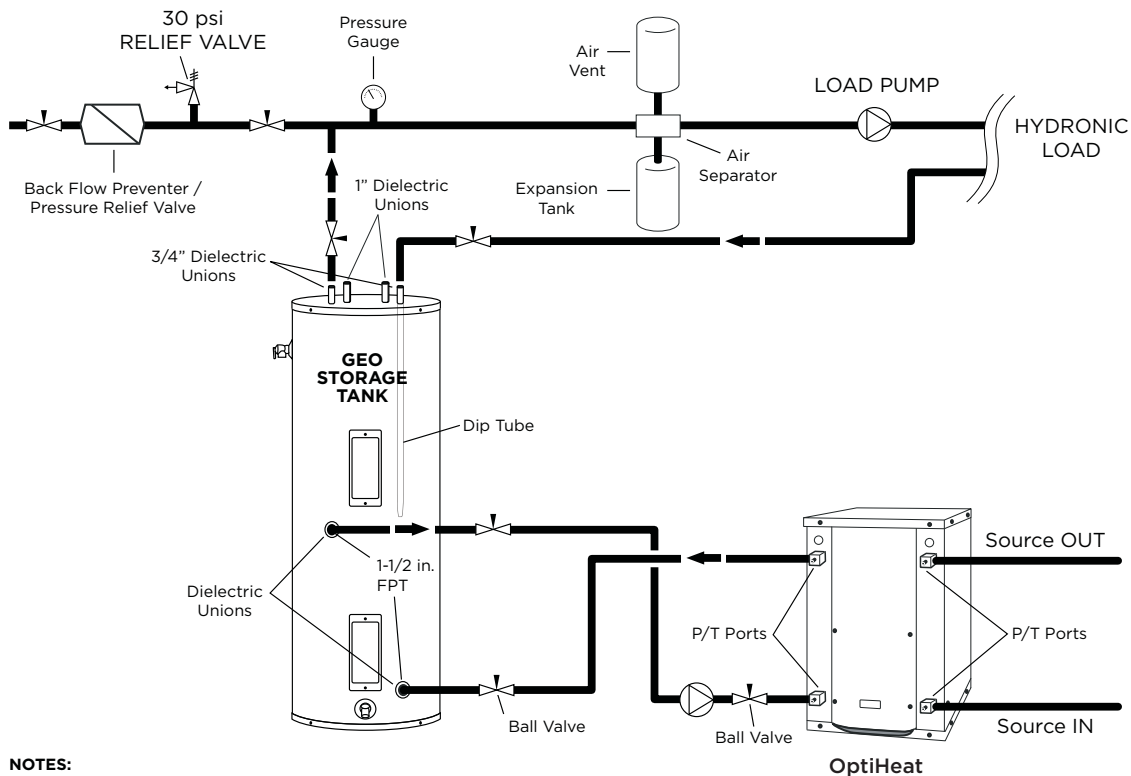 30 psi
RELIEF VALVE
Pressure
Gauge
Air
Vent
LOAD PUMP
HYDRONIC
LOAD
Back Flow Preventer /
Pressure Relief Valve
1” Dielectric
Unions
Expansion
Tank
Air
Separator
3/4” Dielectric
Unions
GEO
STORAGE
TANK
Dip Tube
Dielectric
Unions
1-1/2 in.
FPT
Source OUT
P/T Ports
P/T Ports
Ball Valve
Ball Valve
Source IN
NOTES:
OptiHeat